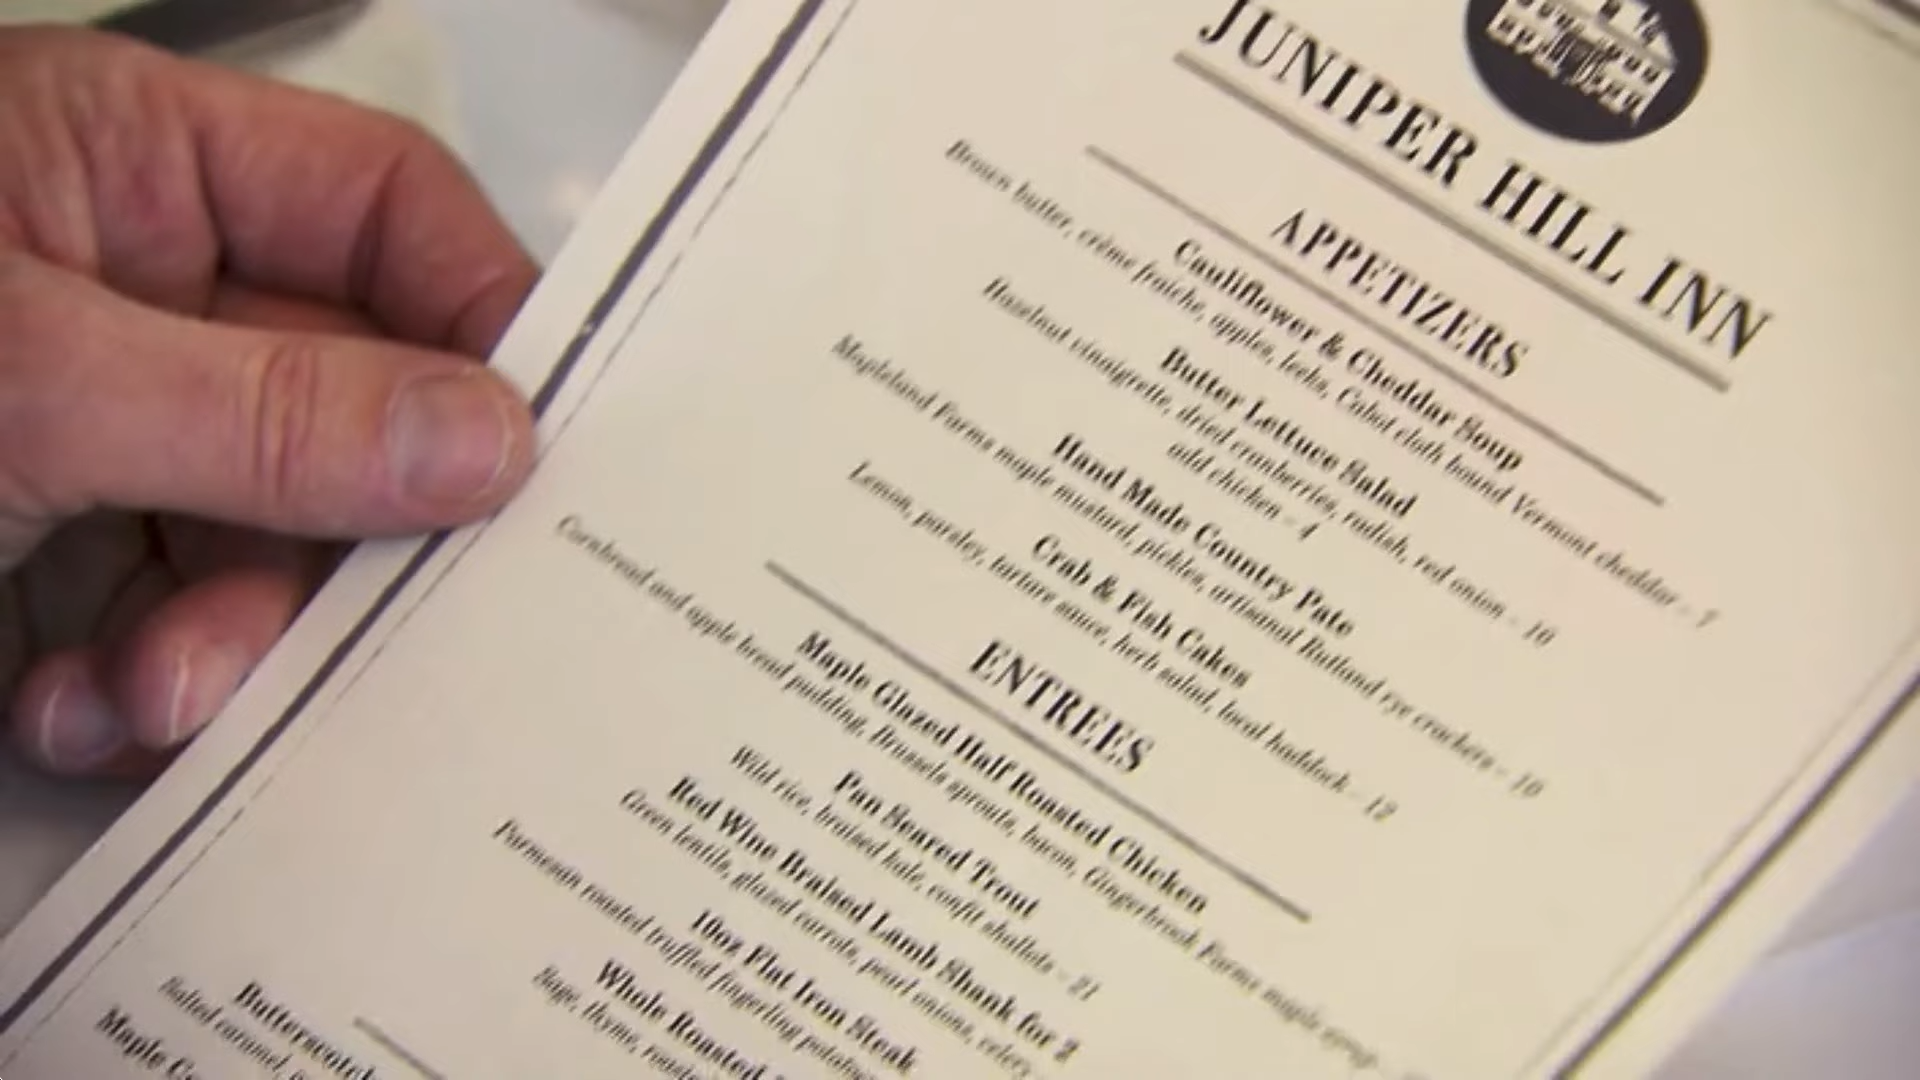 JUNIPER HILL INN
APPETIZERS
Cauliflower & Cheddar Soup
Brown butter, crème fraîche, apples, leeks, Cabot cloth bound Vermont cheddar - 7
Butter Lettuce Salad
Hazelnut vinaigrette, dried cranberries, radish, red onion - 10
add chicken - 4
Hand Made Country Pate
Mapleland Farms maple mustard, pickles, artisanal Rutland rye crackers - 10
Crab & Fish Cakes
Lemon, parsley, tartare sauce, herb salad, local haddock - 12
ENTREES
Maple Glazed Half Roasted Chicken
Cornbread and apple bread pudding, Brussels sprouts, bacon, Gingerbrook Farms maple syrup -
Pan Seared Trout
Wild rice, braised kale, confit shallots - 21
Red Wine Braised Lamb Shank for 2
Green lentils, glazed carrots, pearl onions, celery
10oz Flat Iron Steak
Parmesan roasted truffled fingerling
Whole Roasted
Sage, thyme,
Butterscotch
Salted caramel,
Maple